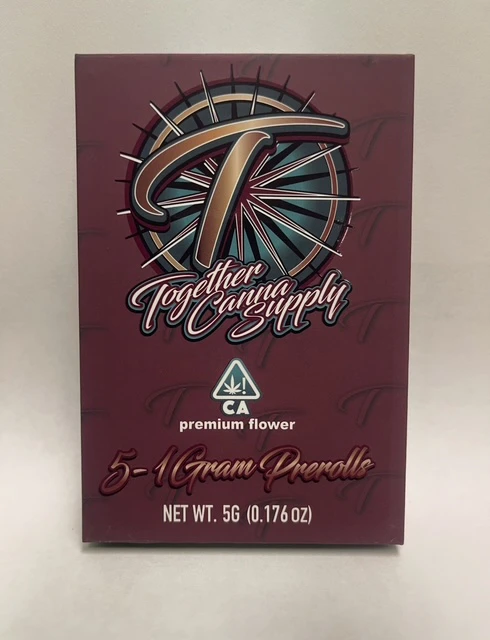 T
Together
Canna
Supply
!
CA
premium flower
5-1 Gram Prerolls
NET WT. 5G (0.176 oz)